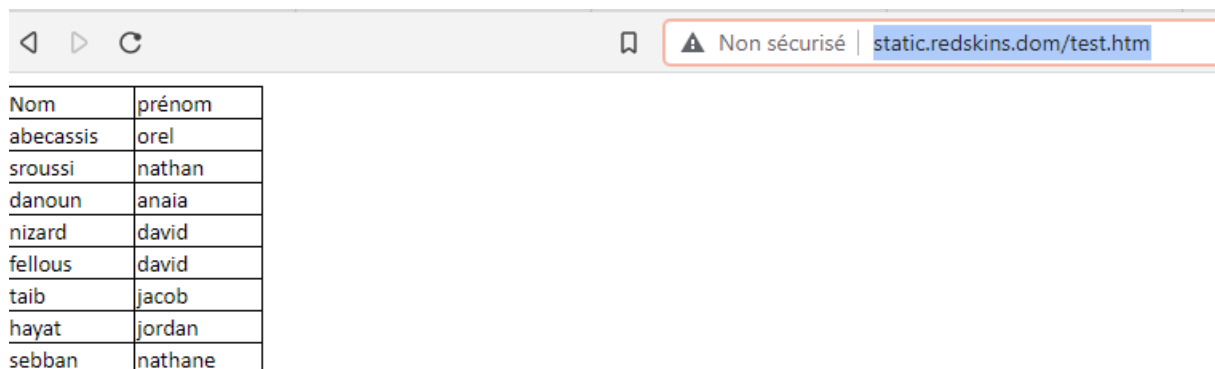 Non sécurisé static.redskins.dom/test.htm
Nom prénom
abecassis orel
sroussi nathan
danoun anaia
nizard david
fellous david
taib jacob
hayat jordan
sebban nathane